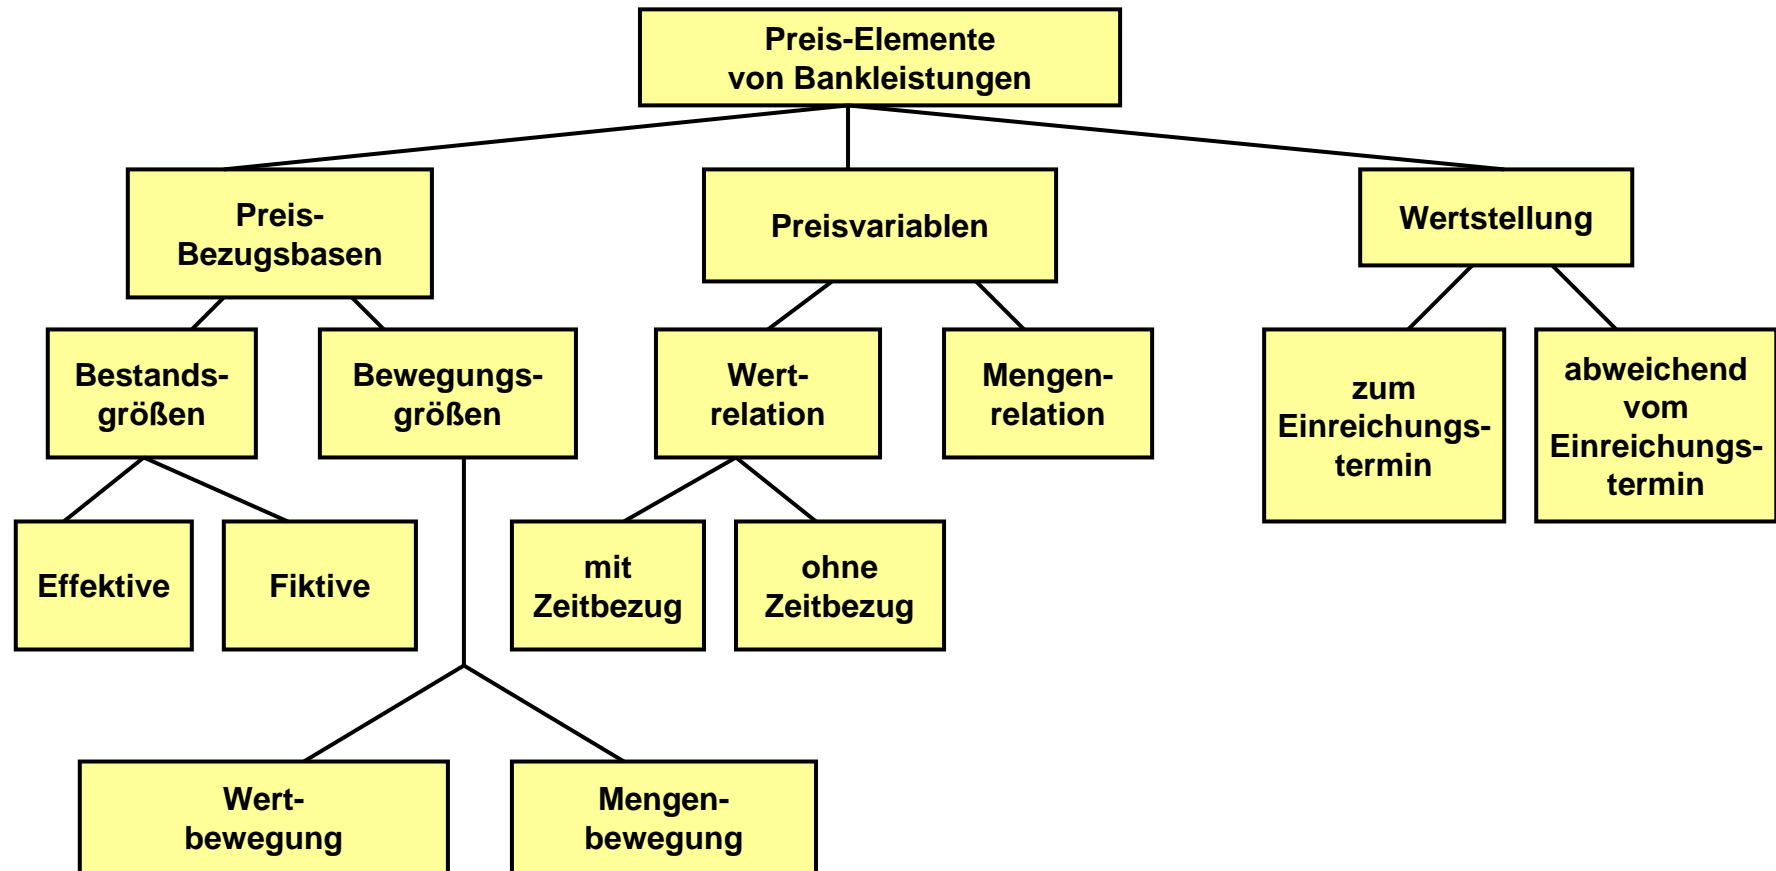 Preis-Elemente
von Bankleistungen
Preis-
Bezugsbasen
Preisvariablen
Wertstellung
Bestands-
größen
Bewegungs-
größen
Wert-
relation
Mengen-
relation
zum
Einreichungs-
termin
abweichend
vom
Einreichungs-
termin
Effektive
Fiktive
mit
Zeitbezug
ohne
Zeitbezug
Wert-
bewegung
Mengen-
bewegung